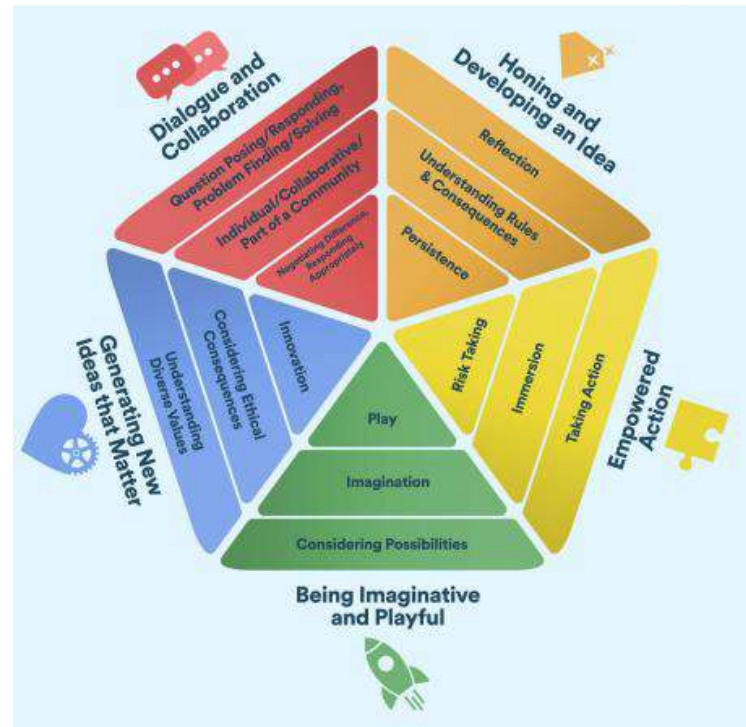 Dialogue and
Collaboration
Question Posing/Responding,
Problem Finding/Solving
Individual/Collaborative/
Part of a Community
Negotiating Difference,
Responding
Appropriately
Honing and
Developing an Idea
Reflection
Understanding Rules
& Consequences
Persistence
Empowered
Action
Risk Taking
Immersion
Taking Action
Being Imaginative
and Playful
Play
Imagination
Considering Possibilities
Generating New
Ideas that Matter
Understanding
Diverse Values
Considering Ethical
Consequences
Innovation